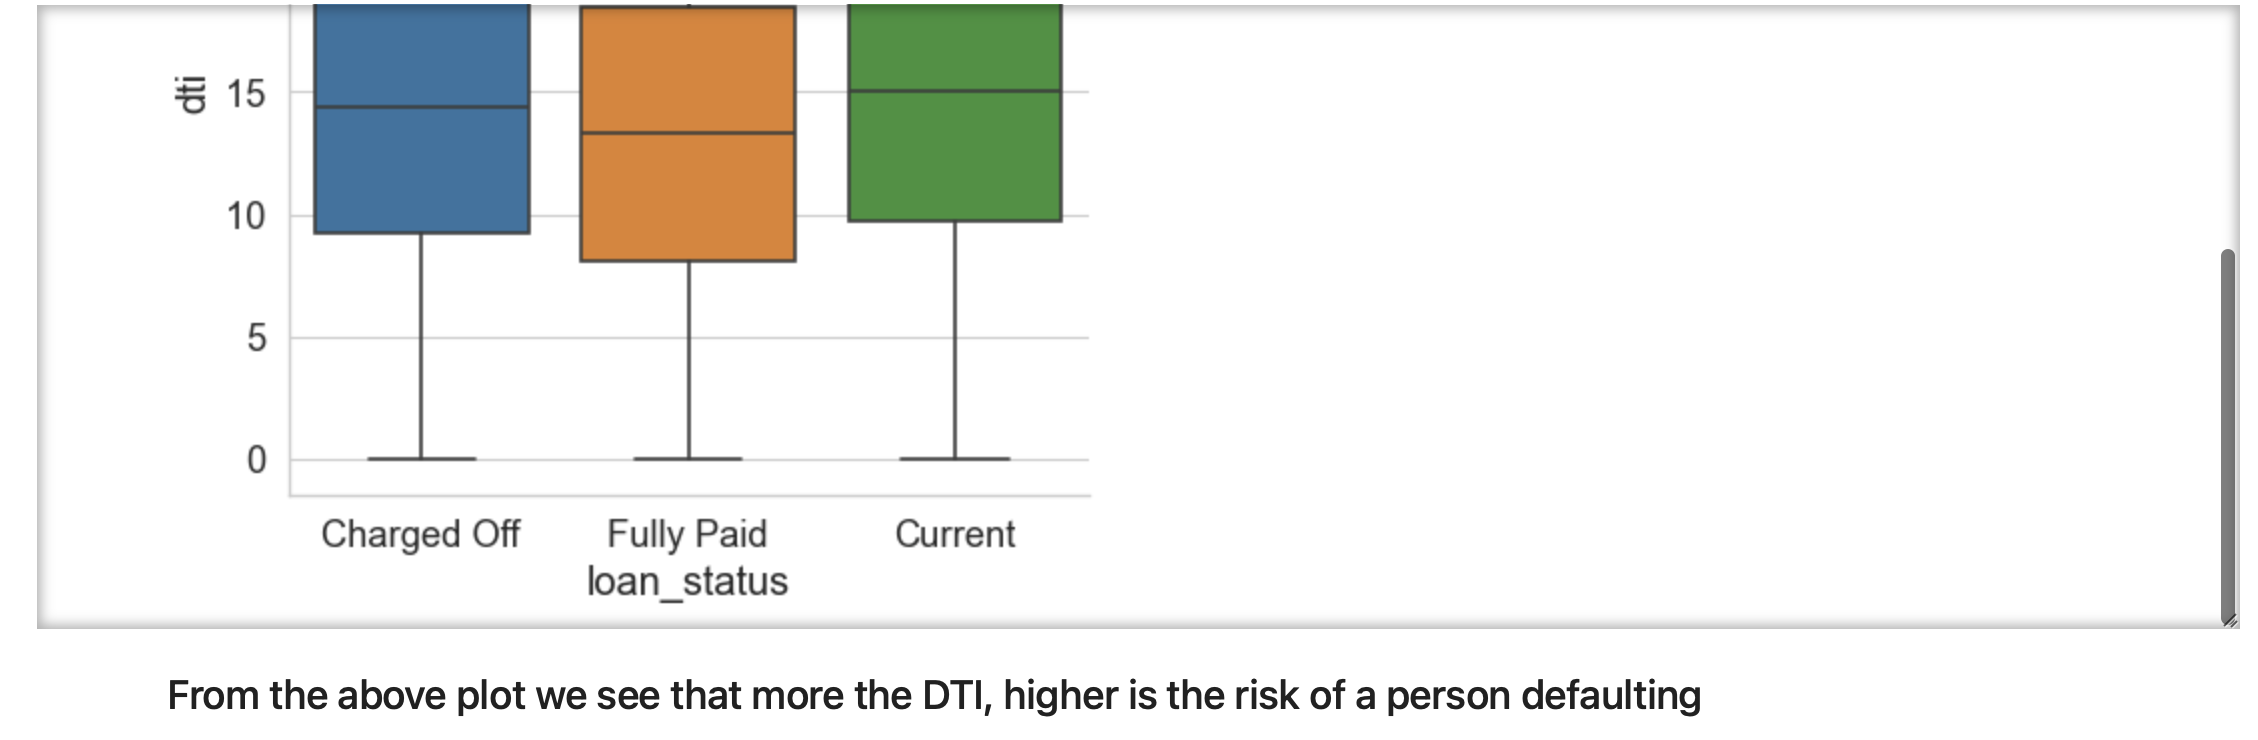 dti
15
10
5
0
Charged Off Fully Paid Current
loan_status
From the above plot we see that more the DTI, higher is the risk of a person defaulting